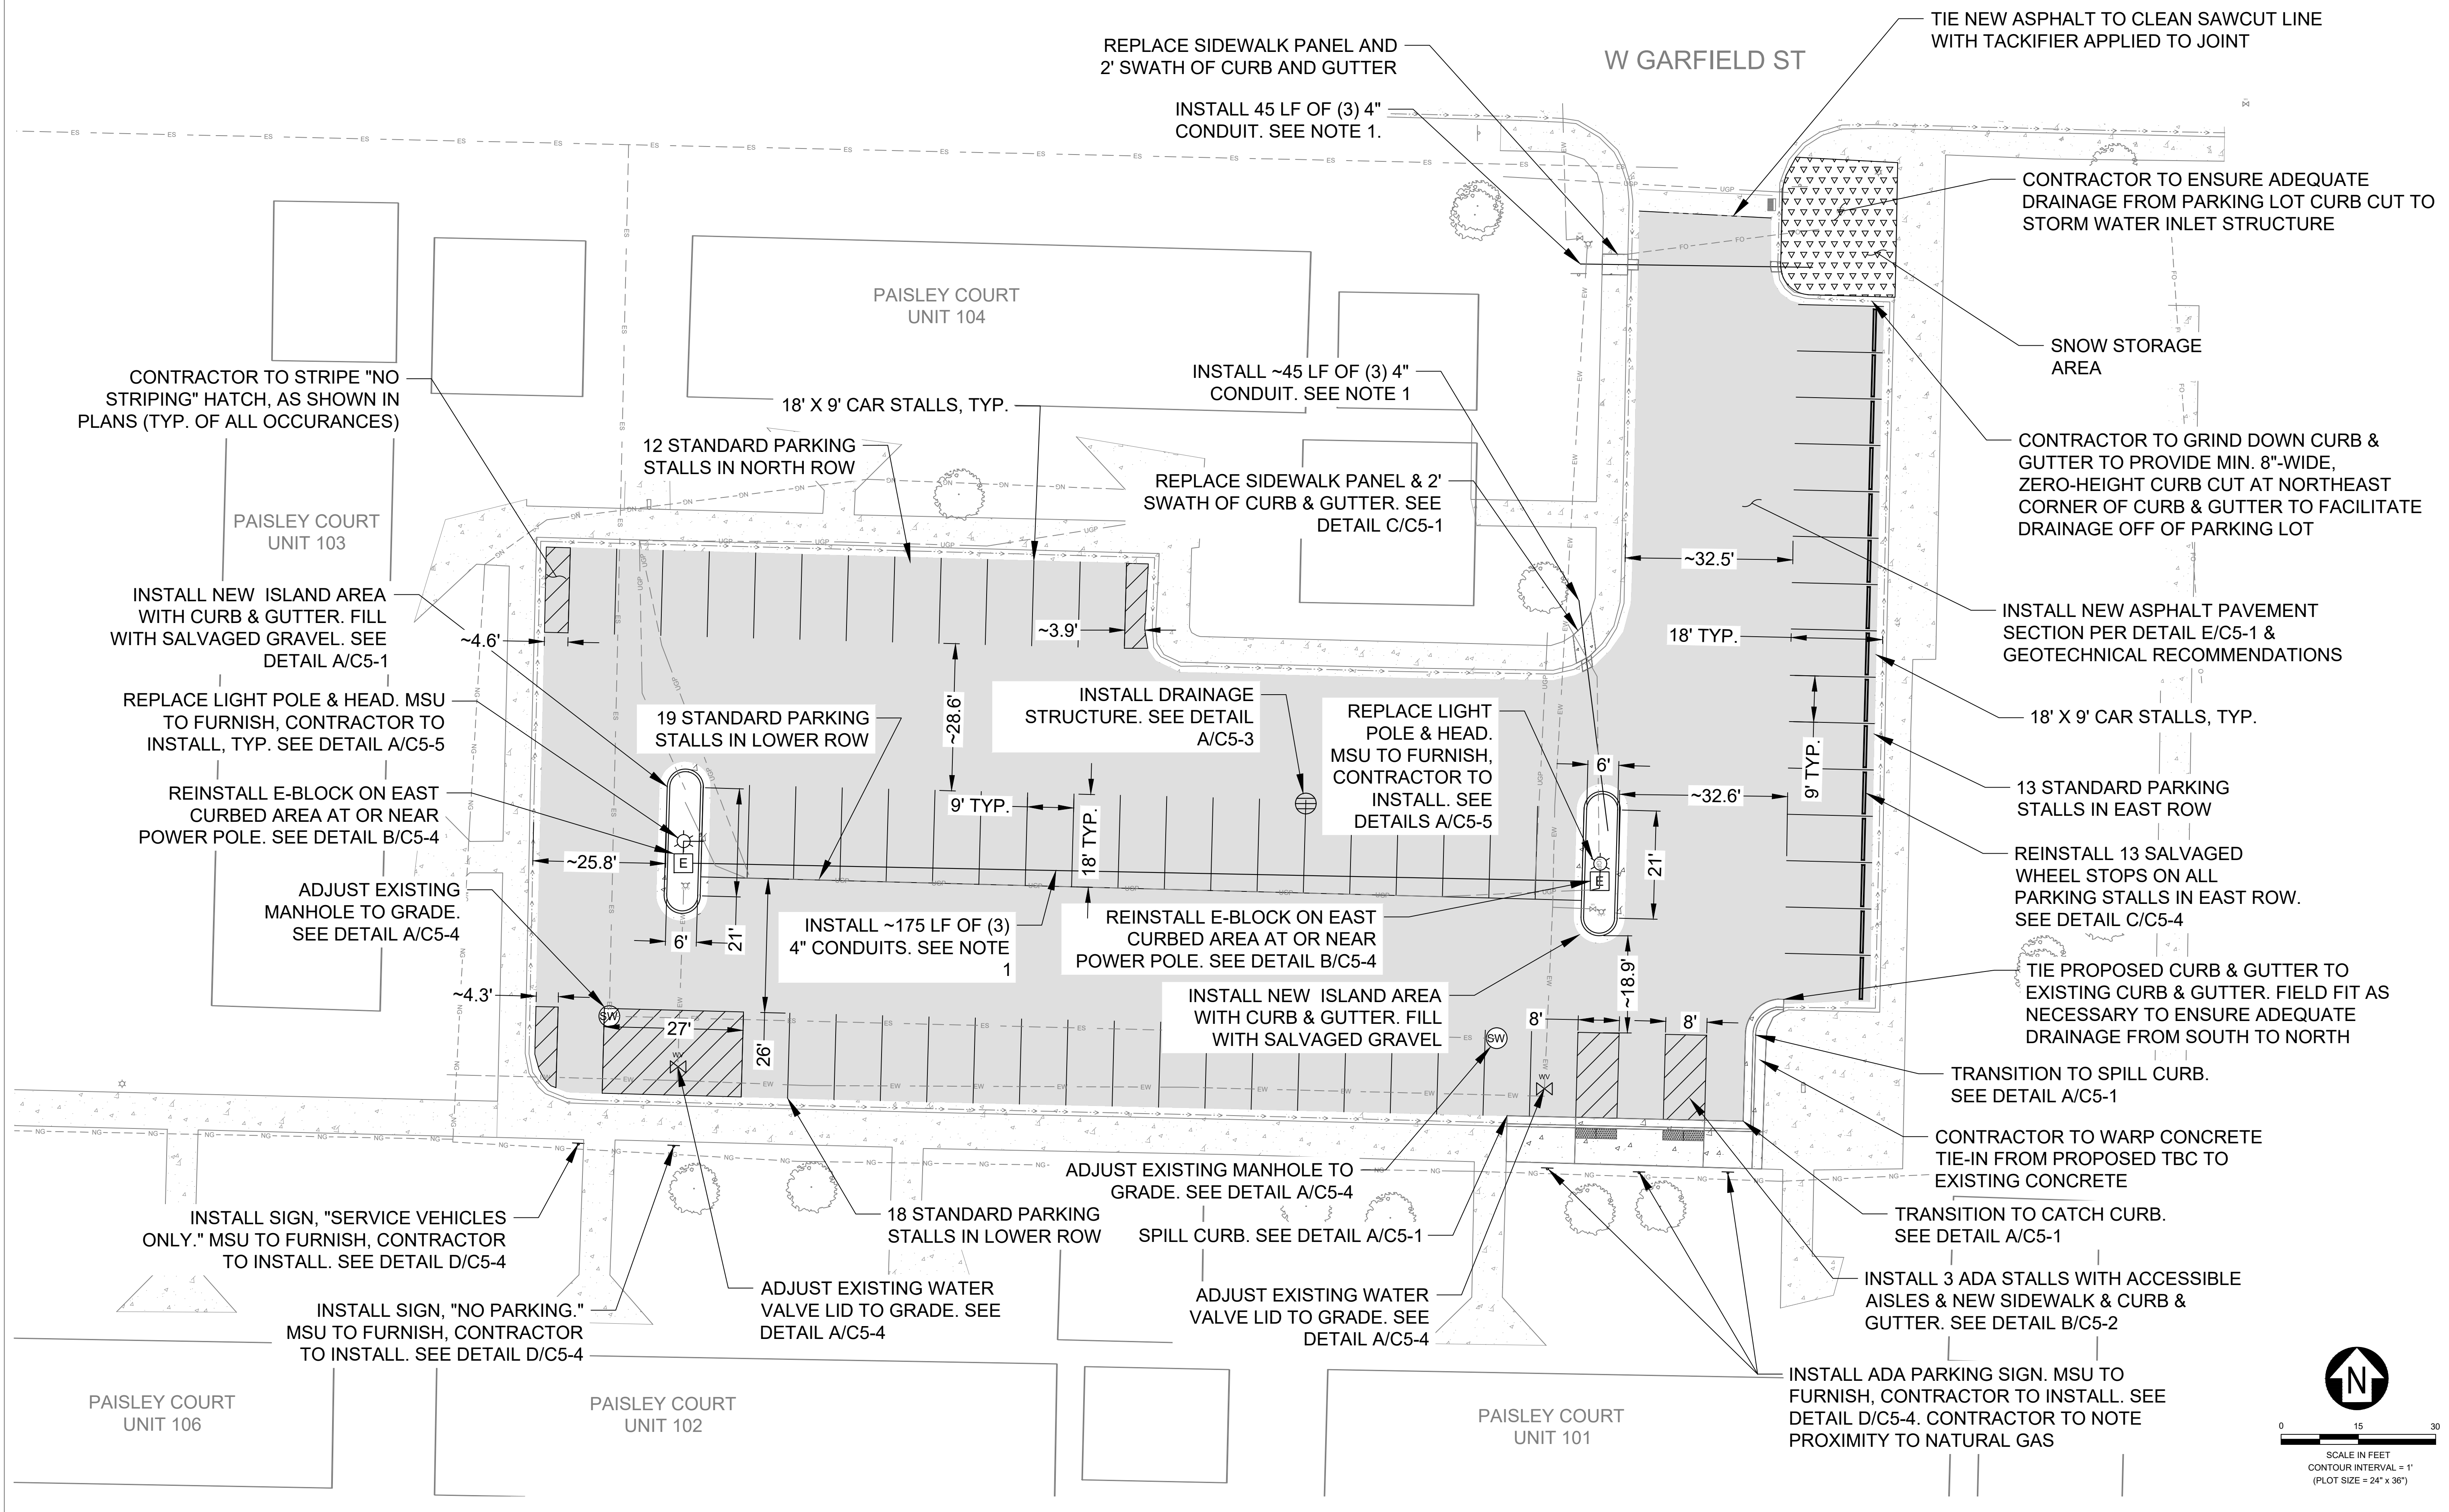 TIE NEW ASPHALT TO CLEAN SAWCUT LINE
WITH TACKIFIER APPLIED TO JOINT
REPLACE SIDEWALK PANEL AND
2' SWATH OF CURB AND GUTTER
W GARFIELD ST
INSTALL 45 LF OF (3) 4"
CONDUIT. SEE NOTE 1.
CONTRACTOR TO ENSURE ADEQUATE
DRAINAGE FROM PARKING LOT CURB CUT TO
STORM WATER INLET STRUCTURE
PAISLEY COURT
UNIT 104
SNOW STORAGE
AREA
CONTRACTOR TO STRIPE "NO
STRIPING" HATCH, AS SHOWN IN
PLANS (TYP. OF ALL OCCURANCES)
18' X 9' CAR STALLS, TYP.
INSTALL ~45 LF OF (3) 4"
CONDUIT. SEE NOTE 1
12 STANDARD PARKING
STALLS IN NORTH ROW
REPLACE SIDEWALK PANEL & 2'
SWATH OF CURB & GUTTER. SEE
DETAIL C/C5-1
CONTRACTOR TO GRIND DOWN CURB &
GUTTER TO PROVIDE MIN. 8"-WIDE,
ZERO-HEIGHT CURB CUT AT NORTHEAST
CORNER OF CURB & GUTTER TO FACILITATE
DRAINAGE OFF OF PARKING LOT
PAISLEY COURT
UNIT 103
~32.5'
INSTALL NEW ISLAND AREA
WITH CURB & GUTTER. FILL
WITH SALVAGED GRAVEL. SEE
DETAIL A/C5-1
~4.6'
~3.9'
18' TYP.
INSTALL NEW ASPHALT PAVEMENT
SECTION PER DETAIL E/C5-1 &
GEOTECHNICAL RECOMMENDATIONS
REPLACE LIGHT POLE & HEAD. MSU
TO FURNISH, CONTRACTOR TO
INSTALL, TYP. SEE DETAIL A/C5-5
19 STANDARD PARKING
STALLS IN LOWER ROW
~28.6'
INSTALL DRAINAGE
STRUCTURE. SEE DETAIL
A/C5-3
REPLACE LIGHT
POLE & HEAD.
MSU TO FURNISH,
CONTRACTOR TO
INSTALL. SEE
DETAILS A/C5-5
6'
18' X 9' CAR STALLS, TYP.
9' TYP.
13 STANDARD PARKING
STALLS IN EAST ROW
REINSTALL E-BLOCK ON EAST
CURBED AREA AT OR NEAR
POWER POLE. SEE DETAIL B/C5-4
9' TYP.
18' TYP.
~32.6'
~25.8'
E
E
21'
REINSTALL 13 SALVAGED
WHEEL STOPS ON ALL
PARKING STALLS IN EAST ROW.
SEE DETAIL C/C5-4
ADJUST EXISTING
MANHOLE TO GRADE.
SEE DETAIL A/C5-4
6'
21'
INSTALL ~175 LF OF (3)
4" CONDUITS. SEE NOTE
1
REINSTALL E-BLOCK ON EAST
CURBED AREA AT OR NEAR
POWER POLE. SEE DETAIL B/C5-4
~18.9'
TIE PROPOSED CURB & GUTTER TO
EXISTING CURB & GUTTER. FIELD FIT AS
NECESSARY TO ENSURE ADEQUATE
DRAINAGE FROM SOUTH TO NORTH
~4.3'
INSTALL NEW ISLAND AREA
WITH CURB & GUTTER. FILL
WITH SALVAGED GRAVEL
SW
27'
26'
SW
8'
8'
WV
WV
TRANSITION TO SPILL CURB.
SEE DETAIL A/C5-1
CONTRACTOR TO WARP CONCRETE
TIE-IN FROM PROPOSED TBC TO
EXISTING CONCRETE
ADJUST EXISTING MANHOLE TO
GRADE. SEE DETAIL A/C5-4
INSTALL SIGN, "SERVICE VEHICLES
ONLY." MSU TO FURNISH, CONTRACTOR
TO INSTALL. SEE DETAIL D/C5-4
18 STANDARD PARKING
STALLS IN LOWER ROW
SPILL CURB. SEE DETAIL A/C5-1
TRANSITION TO CATCH CURB.
SEE DETAIL A/C5-1
ADJUST EXISTING WATER
VALVE LID TO GRADE. SEE
DETAIL A/C5-4
ADJUST EXISTING WATER
VALVE LID TO GRADE. SEE
DETAIL A/C5-4
INSTALL 3 ADA STALLS WITH ACCESSIBLE
AISLES & NEW SIDEWALK & CURB &
GUTTER. SEE DETAIL B/C5-2
INSTALL SIGN, "NO PARKING."
MSU TO FURNISH, CONTRACTOR
TO INSTALL. SEE DETAIL D/C5-4
INSTALL ADA PARKING SIGN. MSU TO
FURNISH, CONTRACTOR TO INSTALL. SEE
DETAIL D/C5-4. CONTRACTOR TO NOTE
PROXIMITY TO NATURAL GAS
PAISLEY COURT
UNIT 106
PAISLEY COURT
UNIT 102
PAISLEY COURT
UNIT 101
N
0 15 30
SCALE IN FEET
CONTOUR INTERVAL = 1'
(PLOT SIZE = 24" x 36")